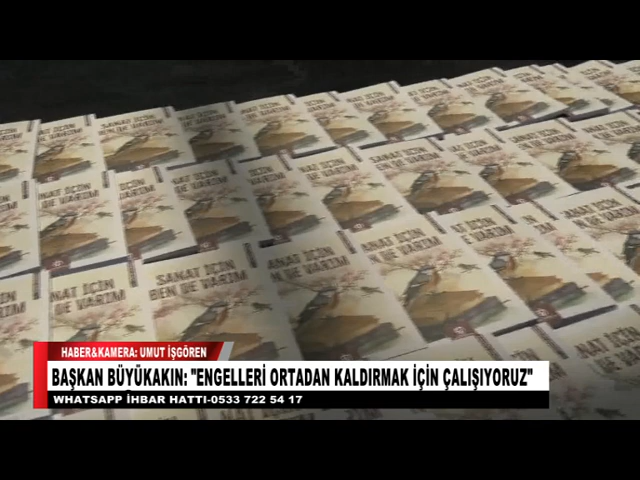 SANAT İÇİN
BEN DE VARIM
HABER&KAMERA: UMUT İŞGÖREN
BAŞKAN BÜYÜKAKIN: "ENGELLERİ ORTADAN KALDIRMAK İÇİN ÇALIŞIYORUZ"
WHATSAPP İHBAR HATTI-0533 722 54 17